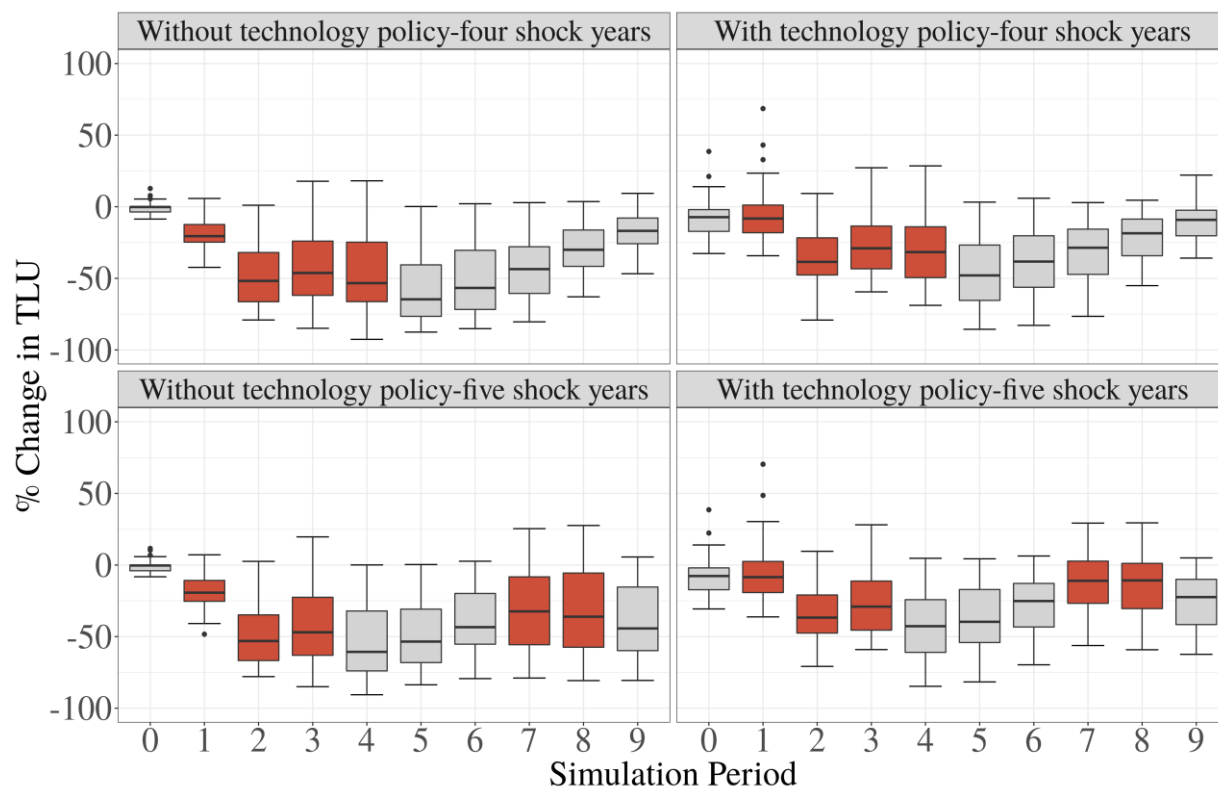 Without technology policy-four shock years
With technology policy-four shock years
100
50
0
-50
-100
Without technology policy-five shock years
With technology policy-five shock years
100
50
0
-50
-100
% Change in TLU
0 1 2 3 4 5 6 7 8 9
0 1 2 3 4 5 6 7 8 9
Simulation Period